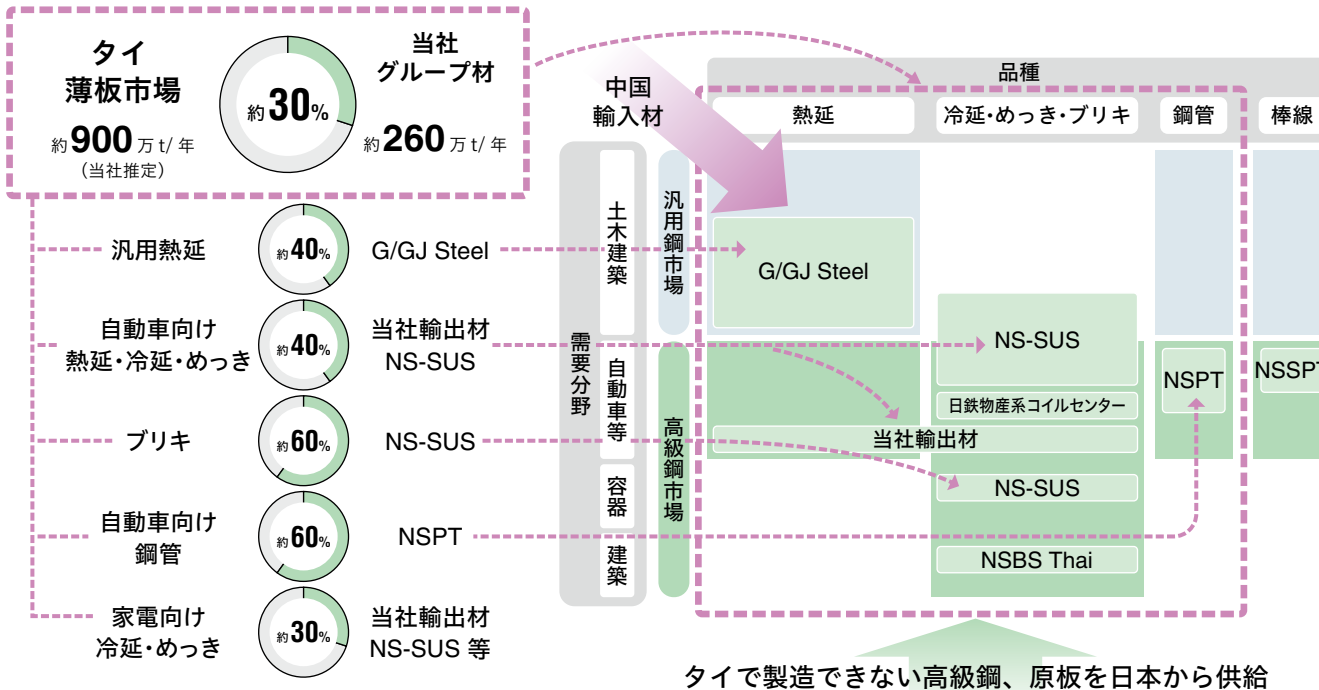 タイ
薄板市場
約900万t/年
(当社推定)
約30%
当社
グループ材
約260万t/年
汎用熱延
約40%
G/GJ Steel
自動車向け
熱延・冷延・めっき
約40%
当社輸出材
NS-SUS
ブリキ
約60%
NS-SUS
自動車向け
鋼管
約60%
NSPT
家電向け
冷延・めっき
約30%
当社輸出材
NS-SUS 等
中国
輸入材
品種
熱延
冷延・めっき・ブリキ
鋼管
棒線
需要分野
土木建築
自動車等
容器
建築
汎用鋼市場
高級鋼市場
G/GJ Steel
NS-SUS
日鉄物産系コイルセンター
当社輸出材
NS-SUS
NSBS Thai
NSPT
NSSPT
タイで製造できない高級鋼、原板を日本から供給